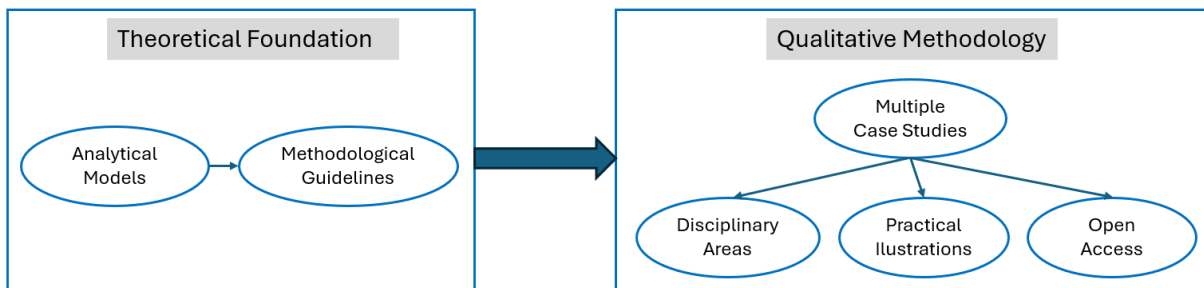 Theoretical Foundation
Analytical
Models
Methodological
Guidelines
Qualitative Methodology
Multiple
Case Studies
Disciplinary
Areas
Practical
Ilustrations
Open
Access